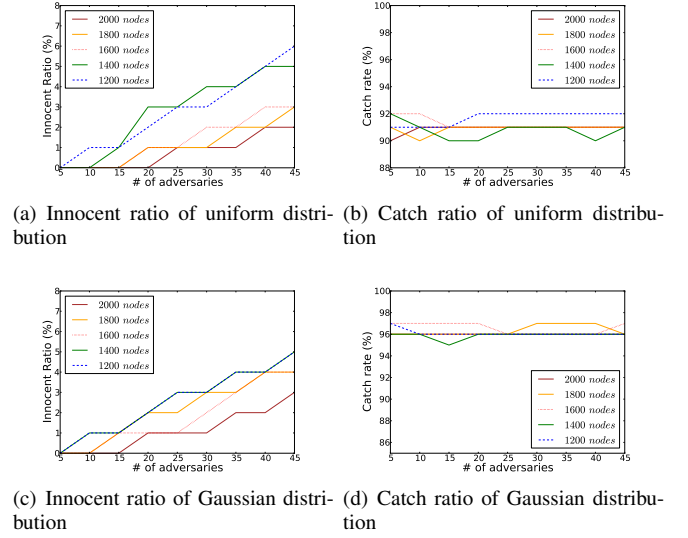 8
7
6
5
4
3
2
1
0
Innocent Ratio (%)
2000 nodes
1800 nodes
1600 nodes
1400 nodes
1200 nodes
5 10 15 20 25 30 35 40 45
# of adversaries
(a) Innocent ratio of uniform distri-
bution
100
98
96
94
92
90
88
Catch rate (%)
2000 nodes
1800 nodes
1600 nodes
1400 nodes
1200 nodes
5 10 15 20 25 30 35 40 45
# of adversaries
(b) Catch ratio of uniform distribu-
tion
8
7
6
5
4
3
2
1
0
Innocent Ratio (%)
2000 nodes
1800 nodes
1600 nodes
1400 nodes
1200 nodes
5 10 15 20 25 30 35 40 45
# of adversaries
(c) Innocent ratio of Gaussian distri-
bution
100
98
96
94
92
90
88
86
Catch rate (%)
2000 nodes
1800 nodes
1600 nodes
1400 nodes
1200 nodes
5 10 15 20 25 30 35 40 45
# of adversaries
(d) Catch ratio of Gaussian distribu-
tion